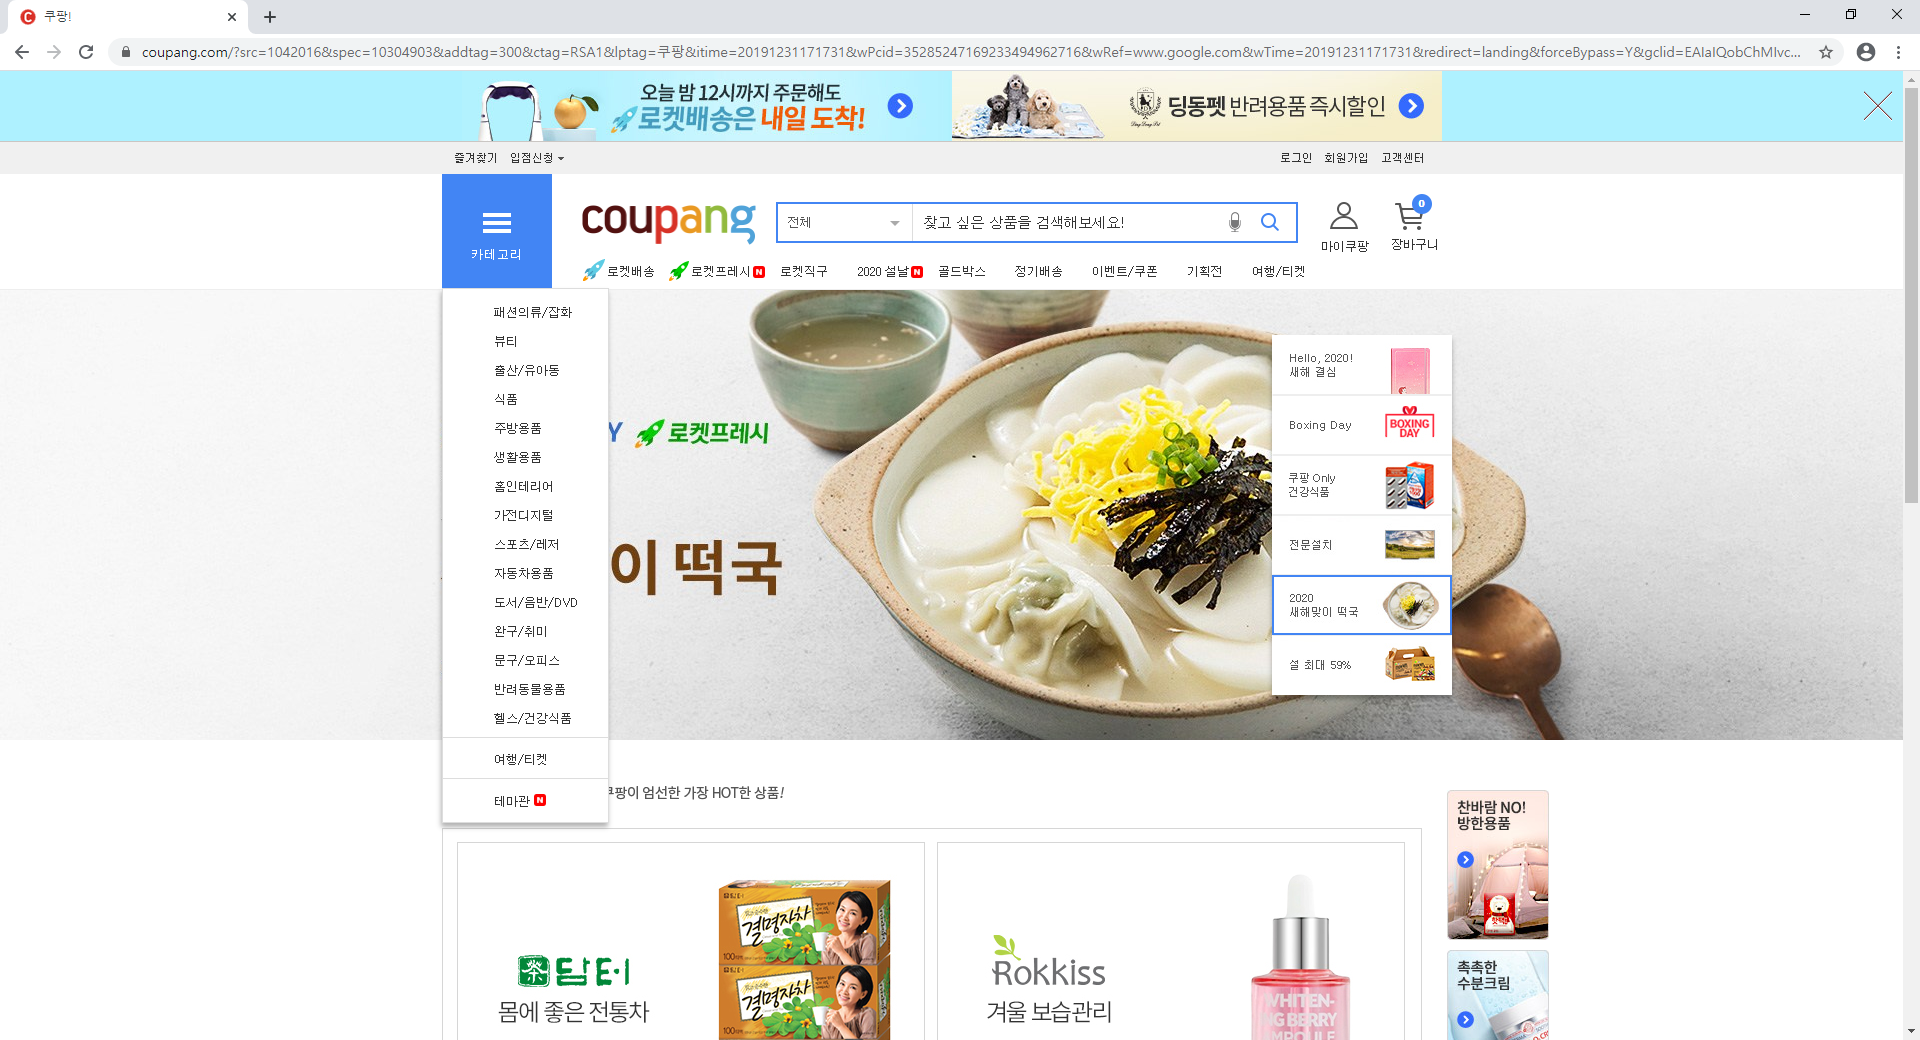 쿠팡!
coupang.com/?src=1042016&spec=10304903&addtag=300&ctag=RSA1&lptag=쿠팡&itime=20191231171731&wPcid=35285247169233494962716&wRef=www.google.com&wTime=20191231171731&redirect=landing&forceBypass=Y&gclid=EAIaIQobChMIvc...
오늘 밤 12시까지 주문해도
로켓배송은 내일 도착!
딩동펫 반려용품 즉시할인
즐겨찾기 입점신청
로그인 회원가입 고객센터
카테고리
coupang
전체
찾고 싶은 상품을 검색해보세요!
마이쿠팡
0
장바구니
로켓배송 로켓프레시 N 로켓직구 2020 설날 N 골드박스 정기배송 이벤트/쿠폰 기획전 여행/티켓
패션의류/잡화
뷰티
출산/유아동
식품
주방용품
생활용품
홈인테리어
가전디지털
스포츠/레저
자동차용품
도서/음반/DVD
완구/취미
문구/오피스
반려동물용품
헬스/건강식품
여행/티켓
테마관 N
Y 로켓프레시
이 떡국
Hello, 2020!
새해 결심
Boxing Day
BOXING
DAY
쿠팡 Only
건강식품
전문설치
2020
새해맞이 떡국
설 최대 59%
쿠팡이 엄선한 가장 HOT한 상품!
담터
몸에 좋은 전통차
결명자차
결명자차
Rokkiss
겨울 보습관리
WHITEN-
NG BERRY
AMPOULE
찬바람 NO!
방한용품
촉촉한
수분크림